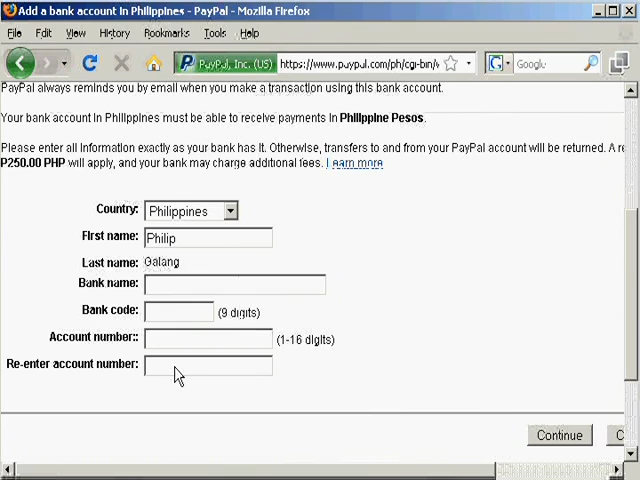 Add a bank account in Philippines - PayPal - Mozilla Firefox
File Edit View History Bookmarks Tools Help
PayPal, Inc. (US) https://www.paypal.com/ph/cgi-bin/w Google
PayPal always reminds you by email when you make a transaction using this bank account.
Your bank account in Philippines must be able to receive payments in Philippine Pesos.
Please enter all information exactly as your bank has it. Otherwise, transfers to and from your PayPal account will be returned. A re
P250.00 PHP will apply, and your bank may charge additional fees. Learn more
Country: Philippines
First name: Philip
Last name: Galang
Bank name:
Bank code: (9 digits)
Account number:: (1-16 digits)
Re-enter account number:
Continue C